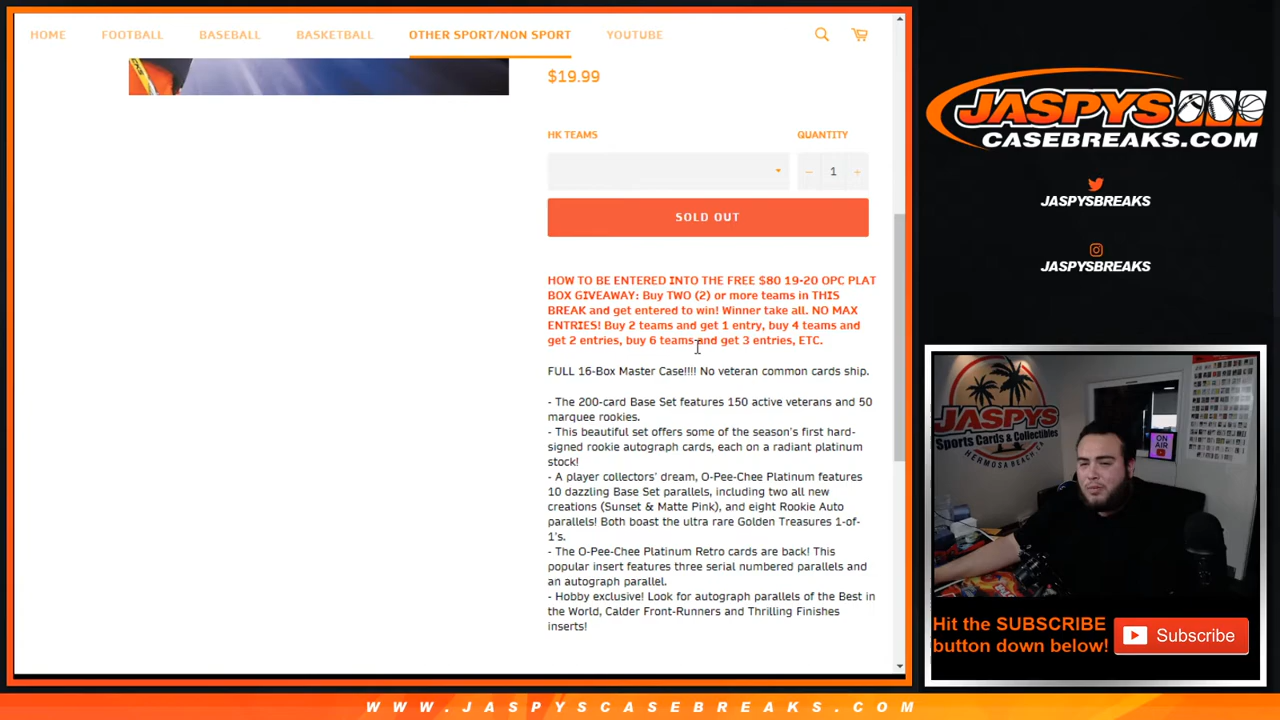 HOME FOOTBALL BASEBALL BASKETBALL OTHER SPORT/NON SPORT YOUTUBE
$19.99
HK TEAMS QUANTITY
− 1 +
SOLD OUT
HOW TO BE ENTERED INTO THE FREE $80 19-20 OPC PLAT
BOX GIVEAWAY: Buy TWO (2) or more teams in THIS
BREAK and get entered to win! Winner take all. NO MAX
ENTRIES! Buy 2 teams and get 1 entry, buy 4 teams and
get 2 entries, buy 6 teams and get 3 entries, ETC.
FULL 16-Box Master Case!!!! No veteran common cards ship.
- The 200-card Base Set features 150 active veterans and 50
marquee rookies.
- This beautiful set offers some of the season's first hard-
signed rookie autograph cards, each on a radiant platinum
stock!
- A player collectors' dream, O-Pee-Chee Platinum features
10 dazzling Base Set parallels, including two all new
creations (Sunset & Matte Pink), and eight Rookie Auto
parallels! Both boast the ultra rare Golden Treasures 1-of-
1's.
- The O-Pee-Chee Platinum Retro cards are back! This
popular insert features three serial numbered parallels and
an autograph parallel.
- Hobby exclusive! Look for autograph parallels of the Best in
the World, Calder Front-Runners and Thrilling Finishes
inserts!
JASPYS
CASEBREAKS.COM
JASPYSBREAKS
JASPYSBREAKS
JASPYS
Sports Cards & Collectibles
HERMOSA BEACH, CA
ON
AIR
Hit the SUBSCRIBE
button down below!
Subscribe
WWW.JASPYSCASEBREAKS.COM